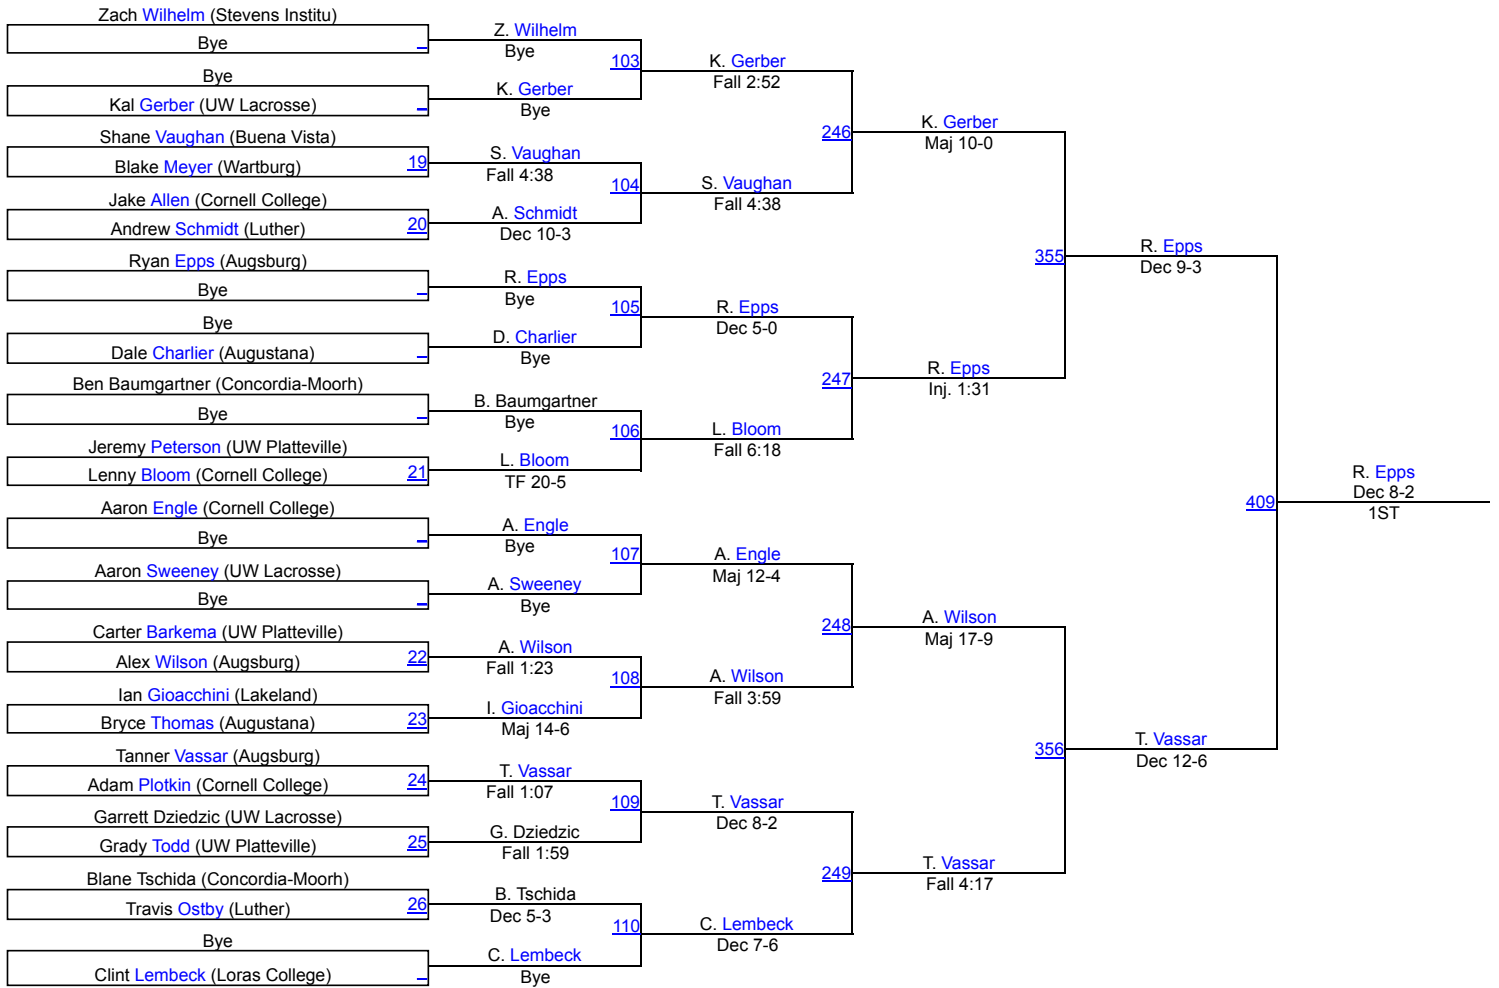 Zach Wilhelm (Stevens Institu)
Bye
Bye
Kal Gerber (UW Lacrosse)
Shane Vaughan (Buena Vista)
Blake Meyer (Wartburg) 19
Jake Allen (Cornell College)
Andrew Schmidt (Luther) 20
Ryan Epps (Augsburg)
Bye
Bye
Dale Charlier (Augustana)
Ben Baumgartner (Concordia-Moorh)
Bye
Jeremy Peterson (UW Platteville)
Lenny Bloom (Cornell College) 21
Aaron Engle (Cornell College)
Bye
Aaron Sweeney (UW Lacrosse)
Bye
Carter Barkema (UW Platteville)
Alex Wilson (Augsburg) 22
Ian Gioacchini (Lakeland)
Bryce Thomas (Augustana) 23
Tanner Vassar (Augsburg)
Adam Plotkin (Cornell College) 24
Garrett Dziedzic (UW Lacrosse)
Grady Todd (UW Platteville) 25
Blane Tschida (Concordia-Moorh)
Travis Ostby (Luther) 26
Bye
Clint Lembeck (Loras College)
Z. Wilhelm
Bye
103
K. Gerber
Bye
S. Vaughan
Fall 4:38
104
A. Schmidt
Dec 10-3
R. Epps
Bye
105
D. Charlier
Bye
B. Baumgartner
Bye
106
L. Bloom
TF 20-5
A. Engle
Bye
107
A. Sweeney
Bye
A. Wilson
Fall 1:23
108
I. Gioacchini
Maj 14-6
T. Vassar
Fall 1:07
109
G. Dziedzic
Fall 1:59
B. Tschida
Dec 5-3
110
C. Lembeck
Bye
K. Gerber
Fall 2:52
246
S. Vaughan
Fall 4:38
R. Epps
Dec 5-0
247
L. Bloom
Fall 6:18
A. Engle
Maj 12-4
248
A. Wilson
Fall 3:59
T. Vassar
Dec 8-2
249
C. Lembeck
Dec 7-6
K. Gerber
Maj 10-0
355
R. Epps
Inj. 1:31
A. Wilson
Maj 17-9
356
T. Vassar
Fall 4:17
R. Epps
Dec 9-3
409
T. Vassar
Dec 12-6
R. Epps
Dec 8-2
1ST